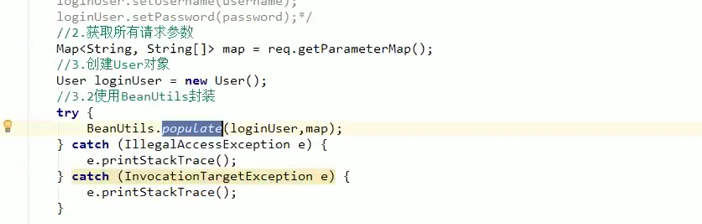 loginUser.setUsername(username);
loginUser.setPassword(password);*/
//2.获取所有请求参数
Map<String, String[]> map = req.getParameterMap();
//3.创建User对象
User loginUser = new User();
//3.2使用BeanUtils封装
try {
BeanUtils.populate(loginUser,map);
} catch (IllegalAccessException e) {
e.printStackTrace();
} catch (InvocationTargetException e) {
e.printStackTrace();
}